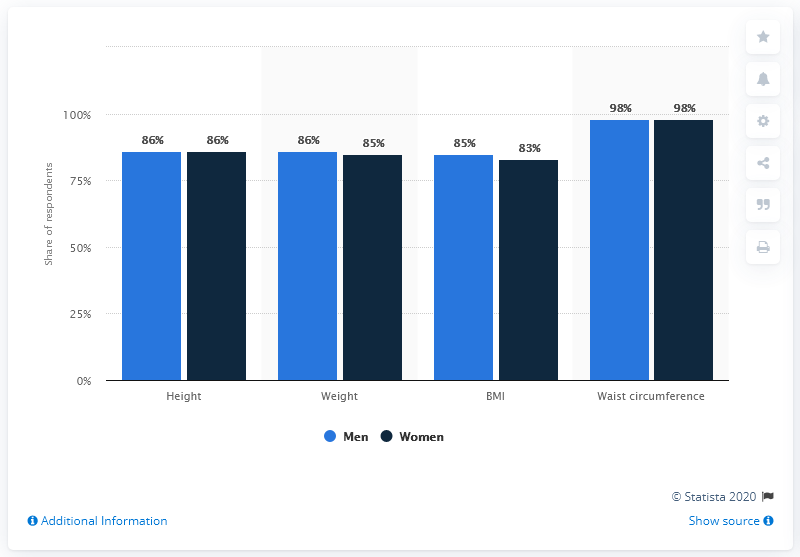 98% 98%
86% 86% 86% 85% 85% 83%
100%
75%
50%
25%
0%
Share of respondents
Height Weight BMI Waist circumference
Men Women
© Statista 2020
Additional Information Show source